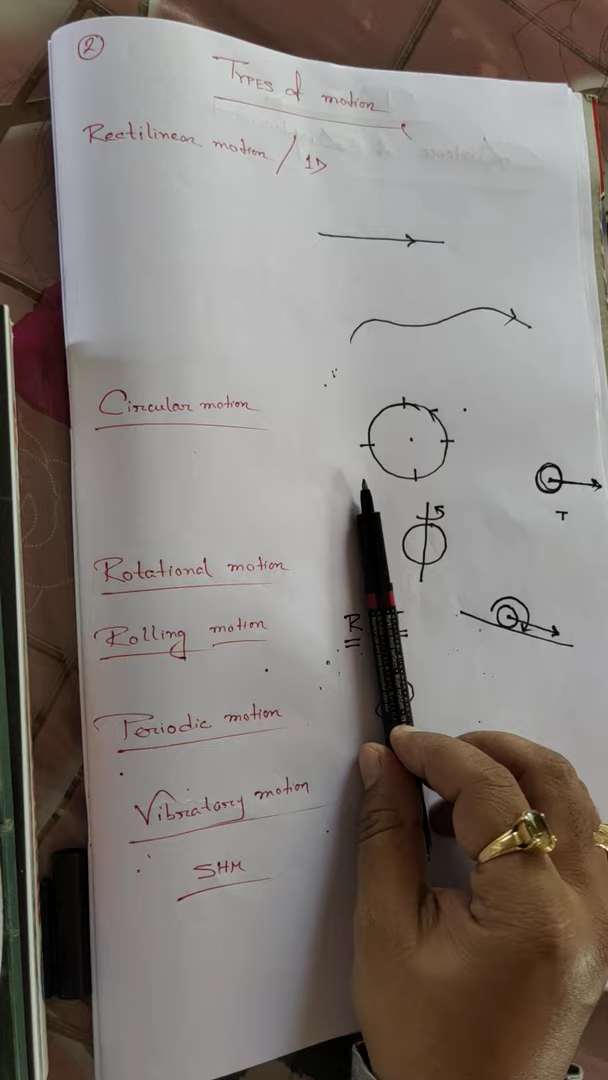 2
TYPES of motion
Rectilinear motion / 1D
Circular motion
T
Rotational motion
Rolling motion
R
Periodic motion
Vibratory motion
SHM